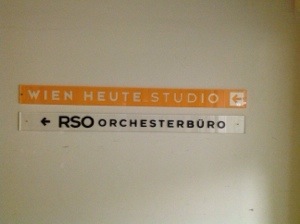 WIEN HEUTE STUDIO ←
← RSO ORCHESTERBÜRO